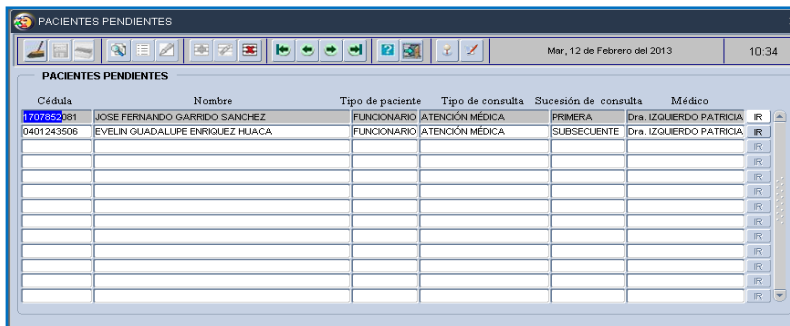 PACIENTES PENDIENTES
Mar, 12 de Febrero del 2013 10:34
PACIENTES PENDIENTES
Cédula Nombre Tipo de paciente Tipo de consulta Sucesión de consulta Médico
1707852081 JOSE FERNANDO GARRIDO SANCHEZ FUNCIONARIO ATENCIÓN MÉDICA PRIMERA Dra. IZQUIERDO PATRICIA IR
0401243506 EVELIN GUADALUPE ENRIQUEZ HUACA FUNCIONARIO ATENCIÓN MÉDICA SUBSECUENTE Dra. IZQUIERDO PATRICIA IR
IR
IR
IR
IR
IR
IR
IR
IR
IR
IR
IR